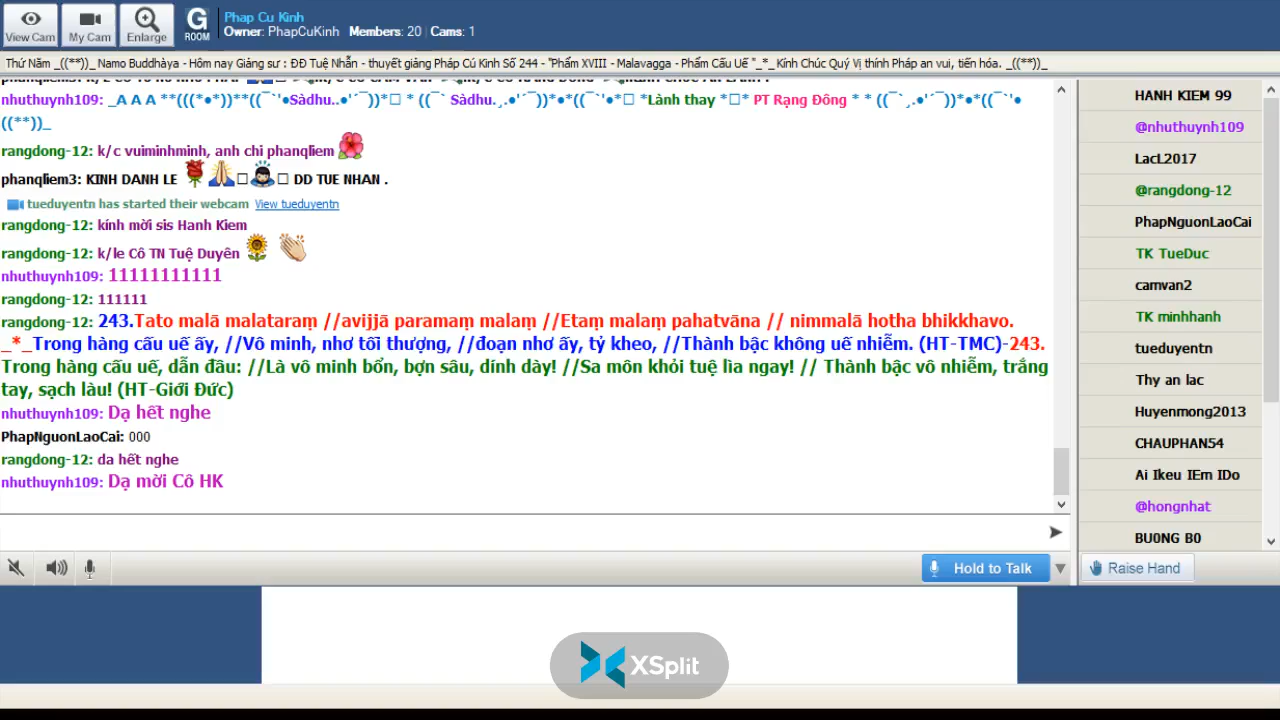 View Cam
My Cam
Enlarge
G
ROOM
Phap Cu Kinh
Owner: PhapCuKinh Members: 20 Cams: 1
Thứ Năm _((**))_ Namo Buddhàya - Hôm nay Giảng sư : ĐĐ Tuệ Nhẫn - thuyết giảng Pháp Cú Kinh Số 244 - "Phẩm XVIII - Malavagga - Phẩm Cấu Uế "_*_ Kính Chúc Quý Vị thính Pháp an vui, tiến hóa. _((**))_
nhuthuynh109: _A A A **(((*•*))**((¯`'•Sàdhu..•'´¯))*•* ((¯` Sàdhu.¸.•'´¯))*•*((¯`'•*□ *Lành thay *□* PT Rạng Đông * * ((¯`¸.•'´¯))*•*((¯`'•
((**))_
rangdong-12: k/c vuiminhminh, anh chi phanqliem
phanqliem3: KINH DANH LE □ □ DD TUE NHAN .
tueduyentn has started their webcam View tueduyentn
rangdong-12: kính mời sis Hanh Kiem
rangdong-12: k/le Cô TN Tuệ Duyên
nhuthuynh109: 11111111111
rangdong-12: 111111
rangdong-12: 243.Tato malā malataraṃ //avijjā paramaṃ malaṃ //Etaṃ malaṃ pahatvāna // nimmalā hotha bhikkhavo.
_*_Trong hàng cấu uế ấy, //Vô minh, nhơ tối thượng, //đoạn nhơ ấy, tỷ kheo, //Thành bậc không uế nhiễm. (HT-TMC)-243.
Trong hàng cấu uế, dẫn đầu: //Là vô minh bổn, bợn sâu, dính dày! //Sa môn khỏi tuệ lìa ngay! // Thành bậc vô nhiễm, trắng
tay, sạch làu! (HT-Giới Đức)
nhuthuynh109: Dạ hết nghe
PhapNguonLaoCai: 000
rangdong-12: da hết nghe
nhuthuynh109: Dạ mời Cô HK
Hold to Talk
HANH KIEM 99
@nhuthuynh109
LacL2017
@rangdong-12
PhapNguonLaoCai
TK TueDuc
camvan2
TK minhhanh
tueduyentn
Thy an lac
Huyenmong2013
CHAUPHAN54
Ai Ikeu IEm IDo
@hongnhat
BU0NG B0
Raise Hand
XSplit